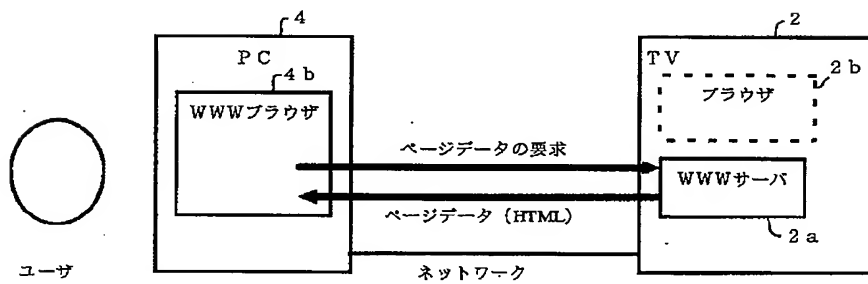 4
PC
4b
WWWブラウザ
ユーザ
ページデータの要求
ページデータ（HTML）
ネットワーク
2
TV
2b
ブラウザ
WWWサーバ
2a